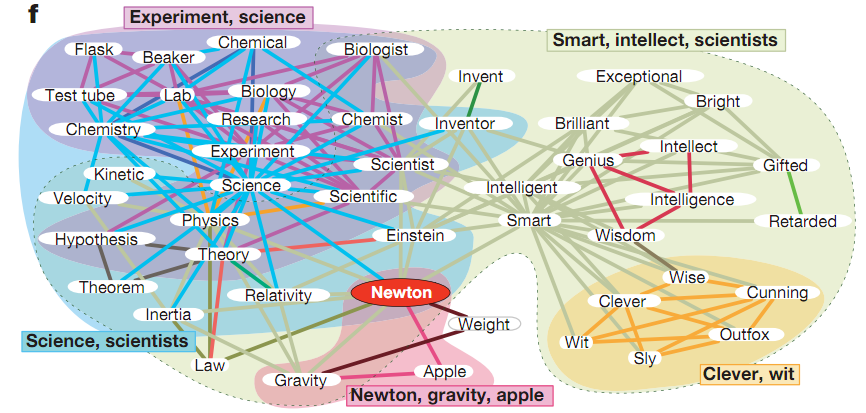 f
Experiment, science
Smart, intellect, scientists
Flask
Beaker
Chemical
Biologist
Invent
Exceptional
Test tube
Lab
Biology
Bright
Chemistry
Research
Chemist
Inventor
Brilliant
Experiment
Scientist
Genius
Intellect
Gifted
Kinetic
Science
Intelligent
Velocity
Scientific
Intelligence
Physics
Smart
Retarded
Hypothesis
Theory
Einstein
Wisdom
Theorem
Relativity
Newton
Wise
Cunning
Inertia
Clever
Weight
Outfox
Science, scientists
Wit
Sly
Law
Gravity
Apple
Clever, wit
Newton, gravity, apple